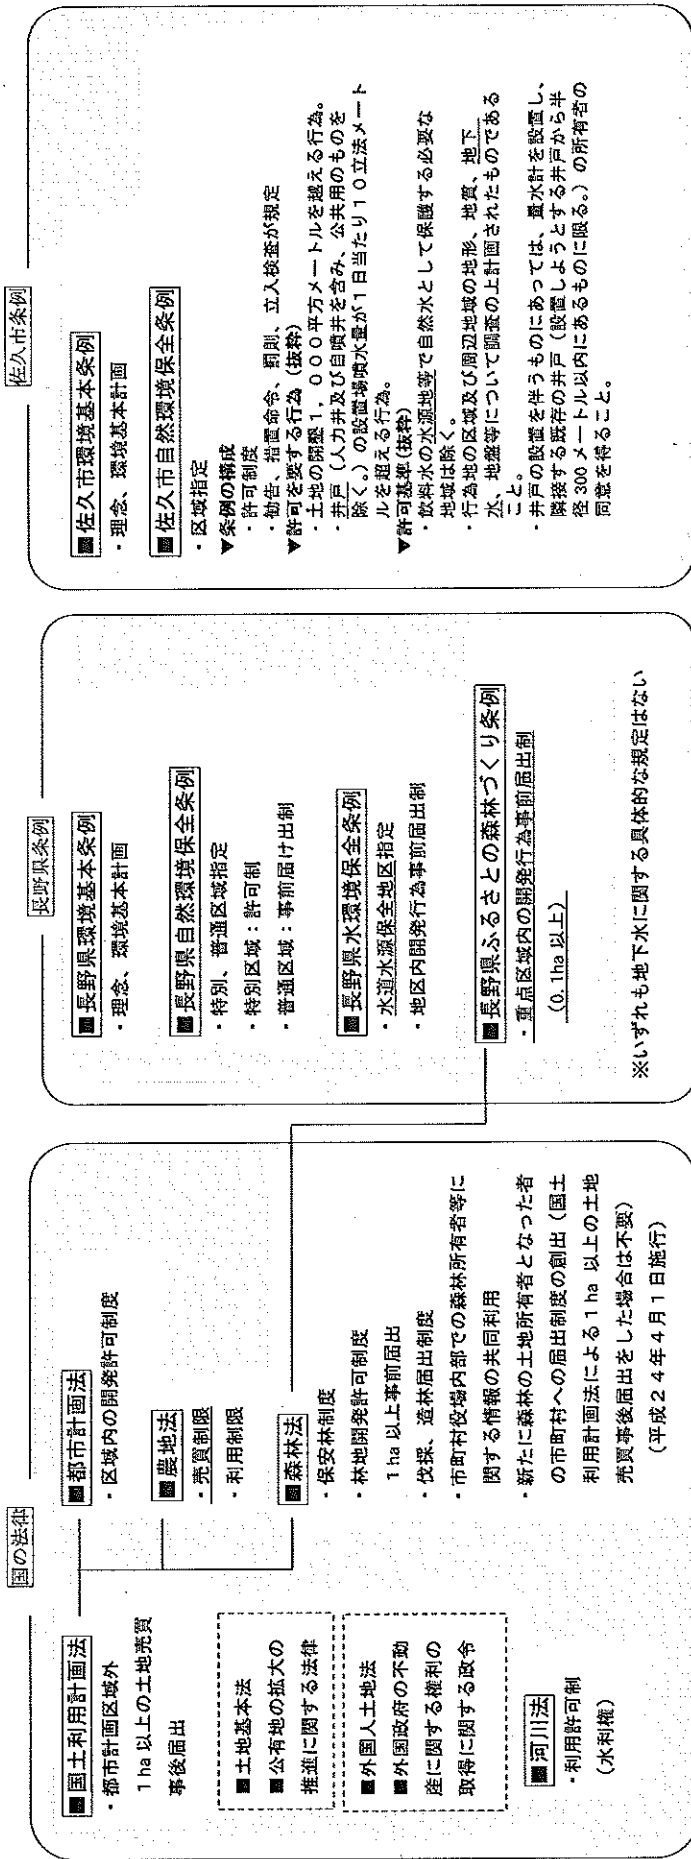 国の法律
■国土利用計画法
・都市計画区域外
1ha 以上の土地売買
事後届出
■土地基本法
■公有地の拡大の
推進に関する法律
■外国人土地法
■外国政府の不動
産に関する権利の
取得に関する政令
■河川法
・利用許可制
(水利権)
■都市計画法
・区域内の開発許可制度
■農地法
・売買制限
・利用制限
■森林法
・保安林制度
・林地開発許可制度
1ha 以上事前届出
・伐採、造林届出制度
・市町村役場内部での森林所有者等に
関する情報の共同利用
・新たに森林の土地所有者となった者
の市町村への届出制度の創出（国土
利用計画法による1ha 以上の土地
売買事後届出をした場合は不要）
（平成２４年４月１日施行）
長野県条例
■長野県環境基本条例
・理念、環境基本計画
■長野県自然環境保全条例
・特別、普通区域指定
・特別区域：許可制
・普通区域：事前届け出制
■長野県水環境保全条例
・水道水源保全地区指定
・地区内開発行為事前届出制
■長野県ふるさとの森林づくり条例
・重点区域内の開発行為事前届出制
（0.1ha 以上）
※いずれも地下水に関する具体的な規定はない
佐久市条例
■佐久市環境基本条例
・理念、環境基本計画
■佐久市自然環境保全条例
・区域指定
▼条例の構成
・許可制度
・勧告、措置命令、罰則、立入検査が規定
▼許可を要する行為（抜粋）
・土地の開墾１，０００平方メートルを越える行為。
・井戸（人力井及び自噴井を含み、公共用のものを
除く。）の設置場噴水量が１日当たり１０立法メート
ルを超える行為。
▼許可基準（抜粋）
・飲料水の水源地等で自然水として保護する必要な
地域は除く。
・行為地の区域及び周辺地域の地形、地質、地下
水、地盤等について調査の上計画されたものである
こと。
・井戸の設置を伴うものにあっては、量水計を設置し、
隣接する既存の井戸（設置しようとする井戸から半
径 300 メートル以内にあるものに限る。）の所有者の
同意を得ること。